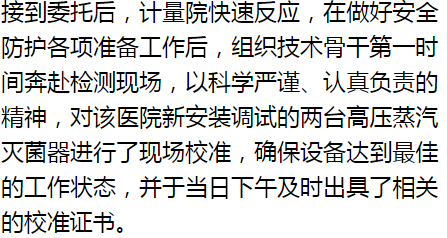 接到委托后，计量院快速反应，在做好安全
防护各项准备工作后，组织技术骨干第一时
间奔赴检测现场，以科学严谨、认真负责的
精神，对该医院新安装调试的两台高压蒸汽
灭菌器进行了现场校准，确保设备达到最佳
的工作状态，并于当日下午及时出具了相关
的校准证书。